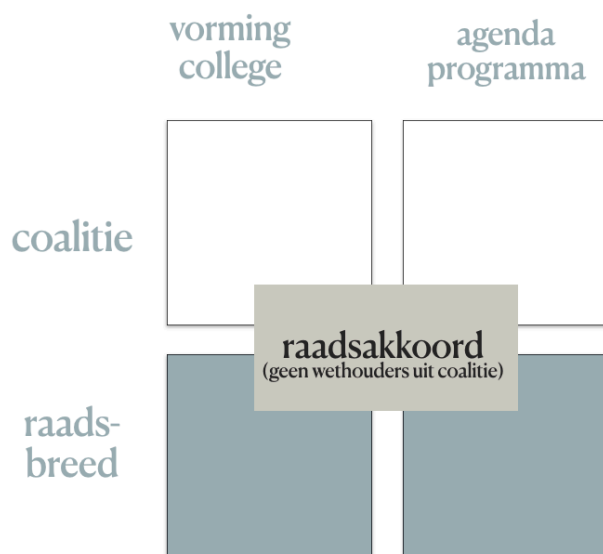 vorming
college
agenda
programma
coalitie
raadsakkoord
(geen wethouders uit coalitie)
raads-
breed